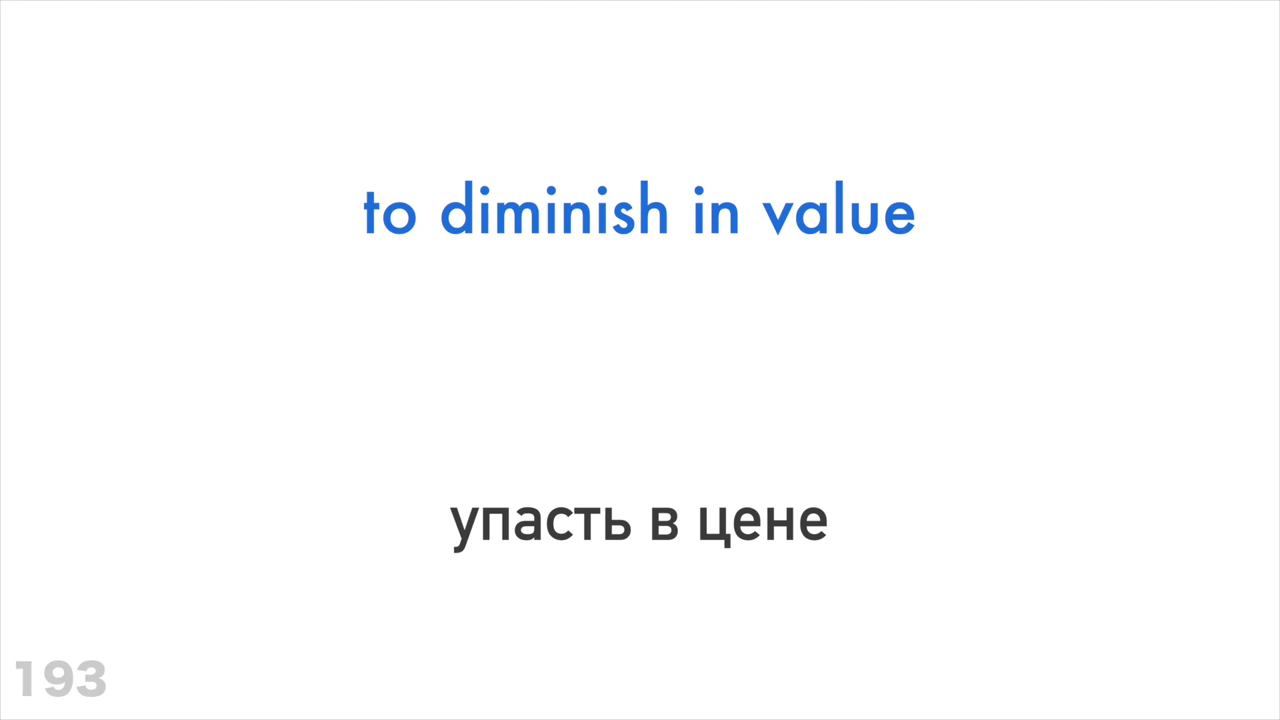 to diminish in value
упасть в цене
193